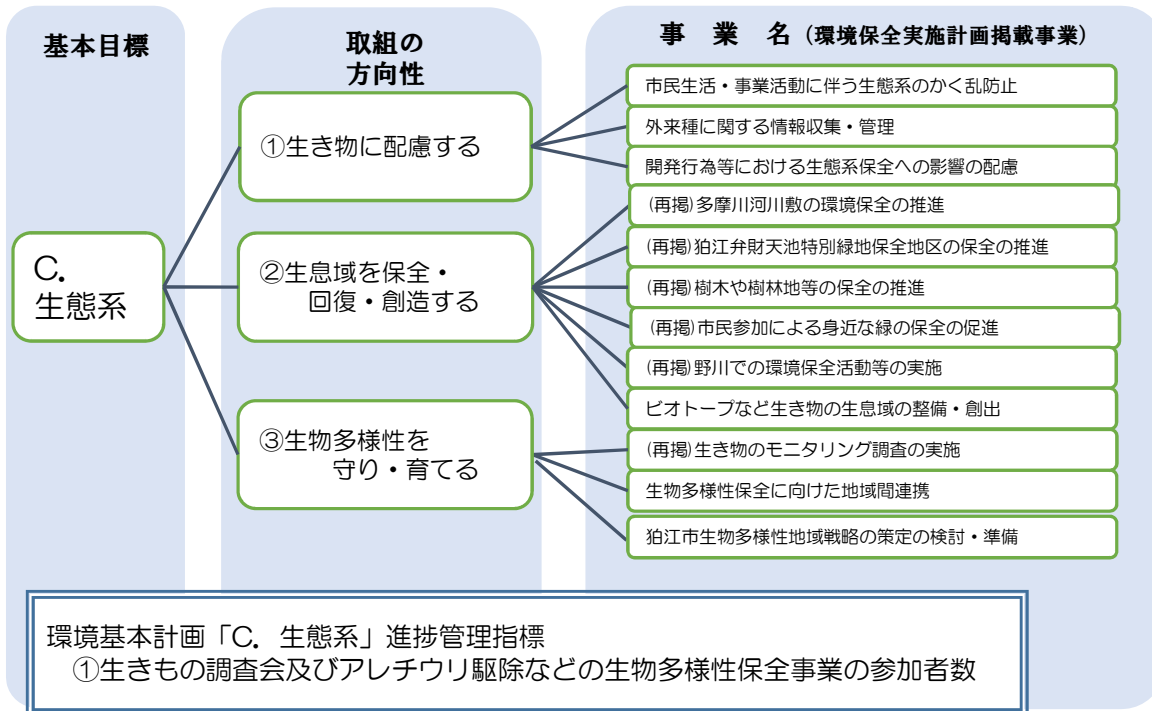 基本目標
取組の
方向性
事 業 名 (環境保全実施計画掲載事業)
C.
生態系
①生き物に配慮する
②生息域を保全・
回復・創造する
③生物多様性を
守り・育てる
市民生活・事業活動に伴う生態系のかく乱防止
外来種に関する情報収集・管理
開発行為等における生態系保全への影響の配慮
(再掲)多摩川河川敷の環境保全の推進
(再掲)狛江弁財天池特別緑地保全地区の保全の推進
(再掲)樹木や樹林地等の保全の推進
(再掲)市民参加による身近な緑の保全の促進
(再掲)野川での環境保全活動等の実施
ビオトープなど生き物の生息域の整備・創出
(再掲)生き物のモニタリング調査の実施
生物多様性保全に向けた地域間連携
狛江市生物多様性地域戦略の策定の検討・準備
環境基本計画「C. 生態系」進捗管理指標
①生きもの調査会及びアレチウリ駆除などの生物多様性保全事業の参加者数